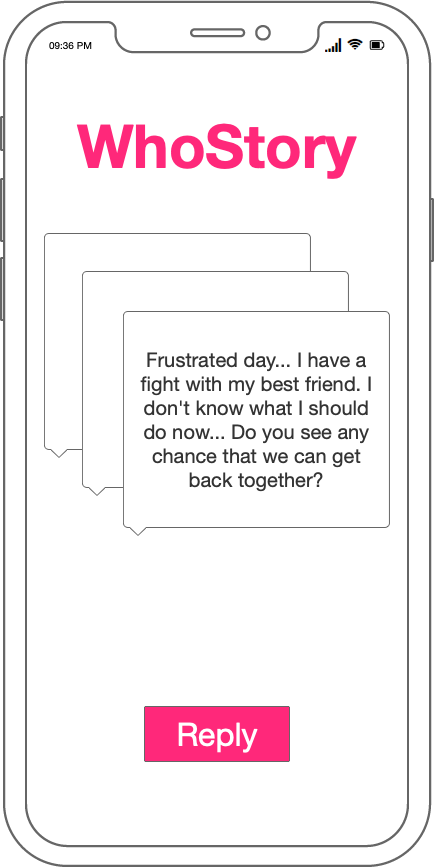 09:36 PM
WhoStory
Frustrated day... I have a
fight with my best friend. I
don't know what I should
do now... Do you see any
chance that we can get
back together?
Reply